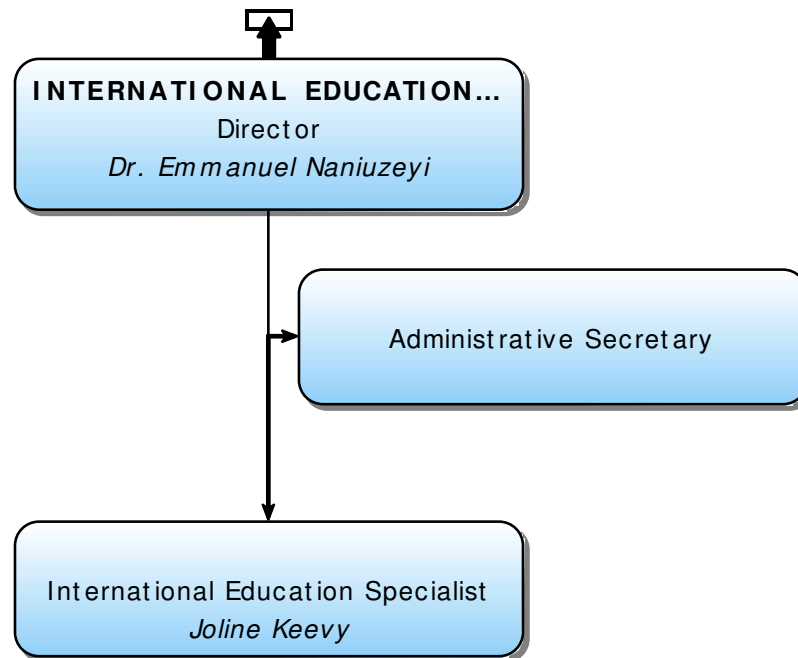 INTERNATIONAL EDUCATION...
Director
Dr. Emmanuel Naniuzeyi
Administrative Secretary
International Education Specialist
Joline Keevy